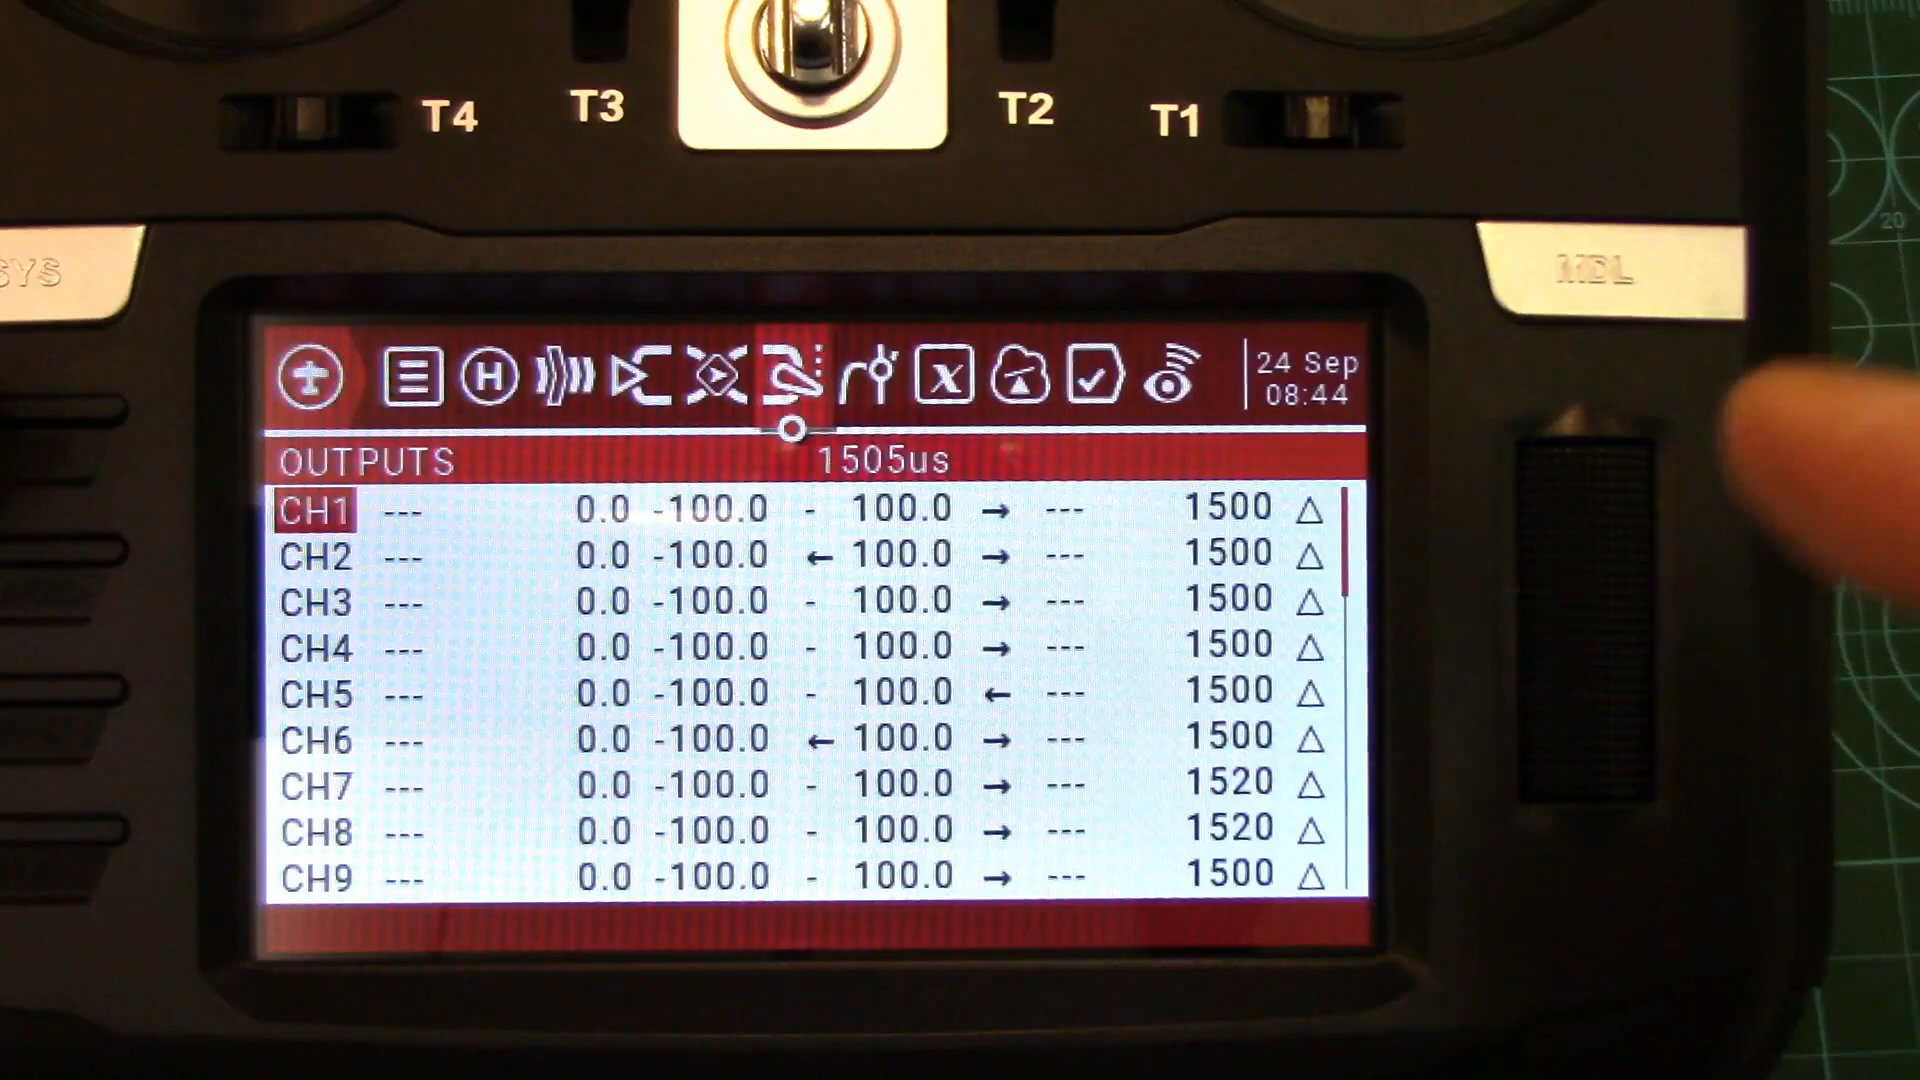 T4 T3 T2 T1
SYS MDL
24 Sep
08:44
OUTPUTS 1505us
CH1 --- 0.0 -100.0 - 100.0 → --- 1500 △
CH2 --- 0.0 -100.0 ← 100.0 → --- 1500 △
CH3 --- 0.0 -100.0 - 100.0 → --- 1500 △
CH4 --- 0.0 -100.0 - 100.0 → --- 1500 △
CH5 --- 0.0 -100.0 - 100.0 ← --- 1500 △
CH6 --- 0.0 -100.0 ← 100.0 → --- 1500 △
CH7 --- 0.0 -100.0 - 100.0 → --- 1520 △
CH8 --- 0.0 -100.0 - 100.0 → --- 1520 △
CH9 --- 0.0 -100.0 - 100.0 → --- 1500 △
20